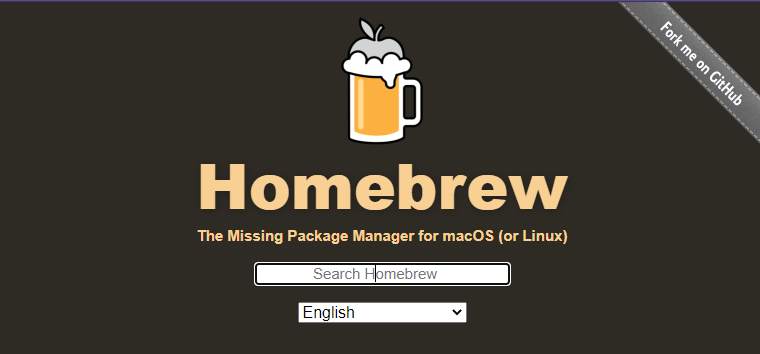 Fork me on GitHub
Homebrew
The Missing Package Manager for macOS (or Linux)
Search Homebrew
English